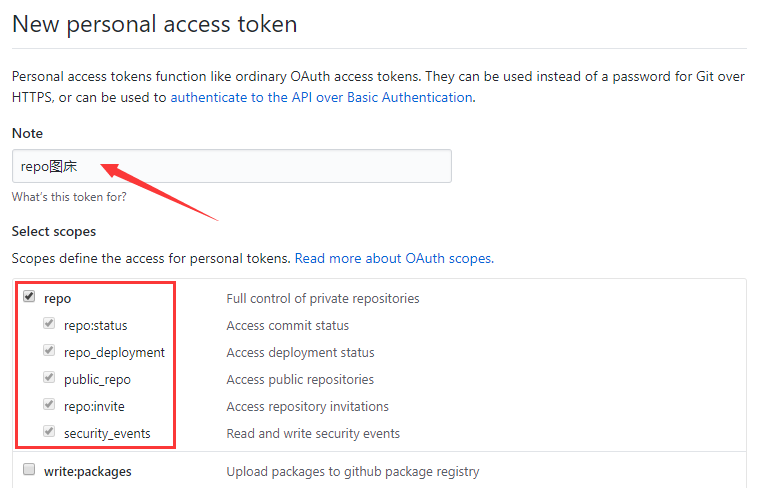 New personal access token
Personal access tokens function like ordinary OAuth access tokens. They can be used instead of a password for Git over
HTTPS, or can be used to authenticate to the API over Basic Authentication.
Note
repo图床
What's this token for?
Select scopes
Scopes define the access for personal tokens. Read more about OAuth scopes.
repo Full control of private repositories
repo:status Access commit status
repo_deployment Access deployment status
public_repo Access public repositories
repo:invite Access repository invitations
security_events Read and write security events
write:packages Upload packages to github package registry